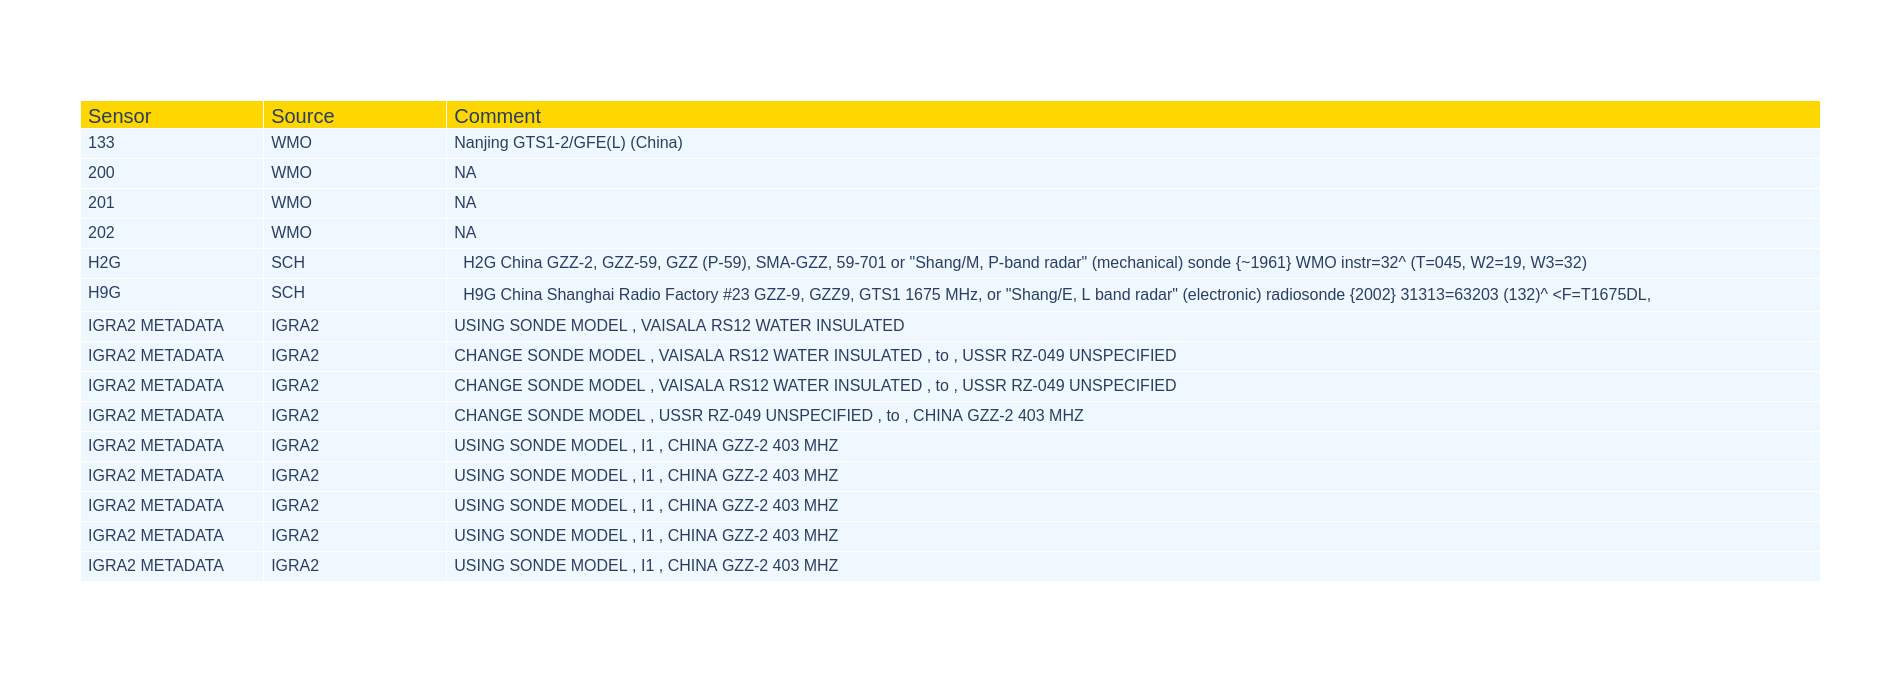 Sensor Source Comment
133 WMO Nanjing GTS1-2/GFE(L) (China)
200 WMO NA
201 WMO NA
202 WMO NA
H2G SCH H2G China GZZ-2, GZZ-59, GZZ (P-59), SMA-GZZ, 59-701 or "Shang/M, P-band radar" (mechanical) sonde {~1961} WMO instr=32^ (T=045, W2=19, W3=32)
H9G SCH H9G China Shanghai Radio Factory #23 GZZ-9, GZZ9, GTS1 1675 MHz, or "Shang/E, L band radar" (electronic) radiosonde {2002} 31313=63203 (132)^ <F=T1675DL,
IGRA2 METADATA IGRA2 USING SONDE MODEL , VAISALA RS12 WATER INSULATED
IGRA2 METADATA IGRA2 CHANGE SONDE MODEL , VAISALA RS12 WATER INSULATED , to , USSR RZ-049 UNSPECIFIED
IGRA2 METADATA IGRA2 CHANGE SONDE MODEL , VAISALA RS12 WATER INSULATED , to , USSR RZ-049 UNSPECIFIED
IGRA2 METADATA IGRA2 CHANGE SONDE MODEL , USSR RZ-049 UNSPECIFIED , to , CHINA GZZ-2 403 MHZ
IGRA2 METADATA IGRA2 USING SONDE MODEL , I1 , CHINA GZZ-2 403 MHZ
IGRA2 METADATA IGRA2 USING SONDE MODEL , I1 , CHINA GZZ-2 403 MHZ
IGRA2 METADATA IGRA2 USING SONDE MODEL , I1 , CHINA GZZ-2 403 MHZ
IGRA2 METADATA IGRA2 USING SONDE MODEL , I1 , CHINA GZZ-2 403 MHZ
IGRA2 METADATA IGRA2 USING SONDE MODEL , I1 , CHINA GZZ-2 403 MHZ